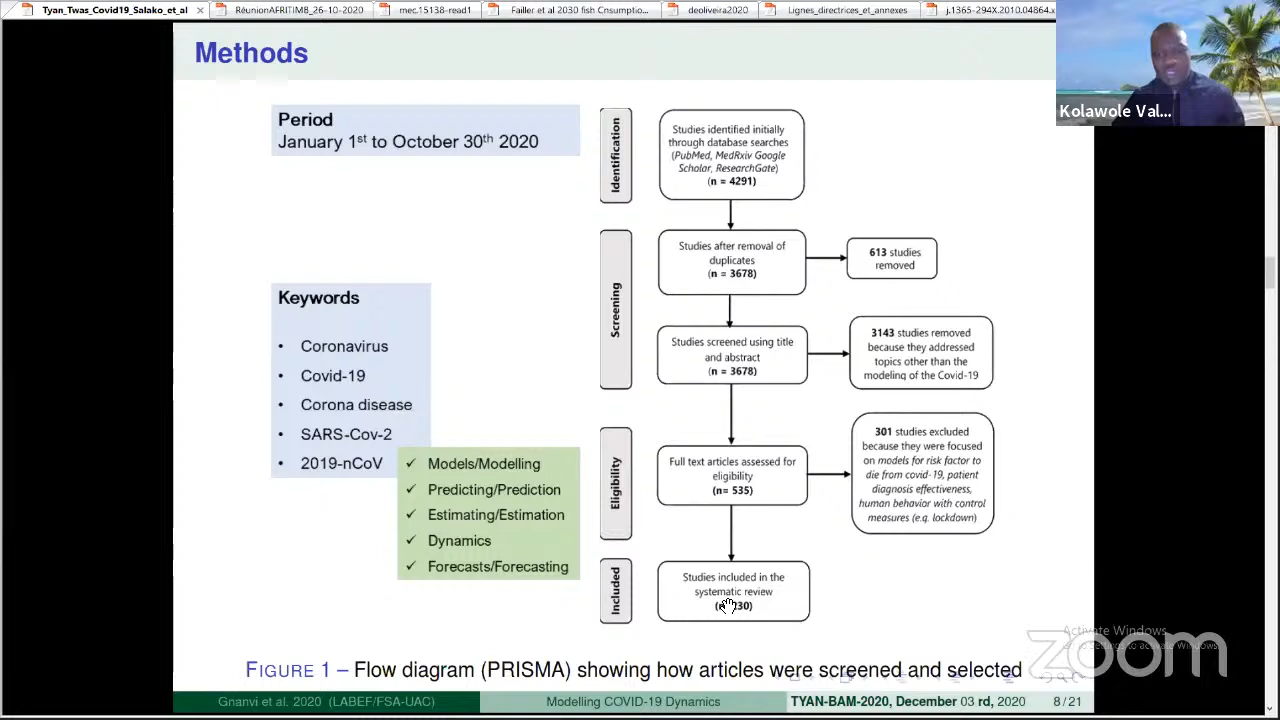 Tyan_Twas_Covid19_Salako_et_al
RéunionAFRITIMB_26-10-2020
mec.15138-read1
Failler et al 2030 fish Cnsumptio...
deoliveira2020
Lignes_directrices_et_annexes
j.1365-294X.2010.04864.x
Methods
Kolawole Val...
Period
January 1st to October 30th 2020
Keywords
• Coronavirus
• Covid-19
• Corona disease
• SARS-Cov-2
• 2019-nCoV
✓ Models/Modelling
✓ Predicting/Prediction
✓ Estimating/Estimation
✓ Dynamics
✓ Forecasts/Forecasting
Identification
Studies identified initially
through database searches
(PubMed, MedRxiv Google
Scholar, ResearchGate)
(n = 4291)
Screening
Studies after removal of
duplicates
(n = 3678)
613 studies
removed
Studies screened using title
and abstract
(n = 3678)
3143 studies removed
because they addressed
topics other than the
modeling of the Covid-19
Eligibility
Full text articles assessed for
eligibility
(n= 535)
301 studies excluded
because they were focused
on models for risk factor to
die from covid-19, patient
diagnosis effectiveness,
human behavior with control
measures (e.g. lockdown)
Included
Studies included in the
systematic review
Activate Windows
zoom
FIGURE 1 – Flow diagram (PRISMA) showing how articles were screened and selected
Gnanvi et al. 2020 (LABEF/FSA-UAC)
Modelling COVID-19 Dynamics
TYAN-BAM-2020, December 03 rd, 2020
8/21